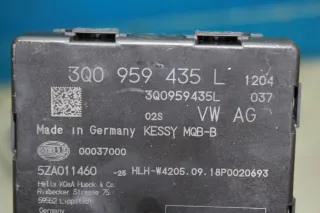 3Q0 959 435 L 1204
3Q0959435L 037
02S VW AG
Made in Germany KESSY MQB-B
HELLA 00037000
5ZA011460 -25 HLH-W4205.09.18P0020693
Hella KGaA Hueck & Co.
Rixbecker Strasse 75
59552 Lippstadt
Germany